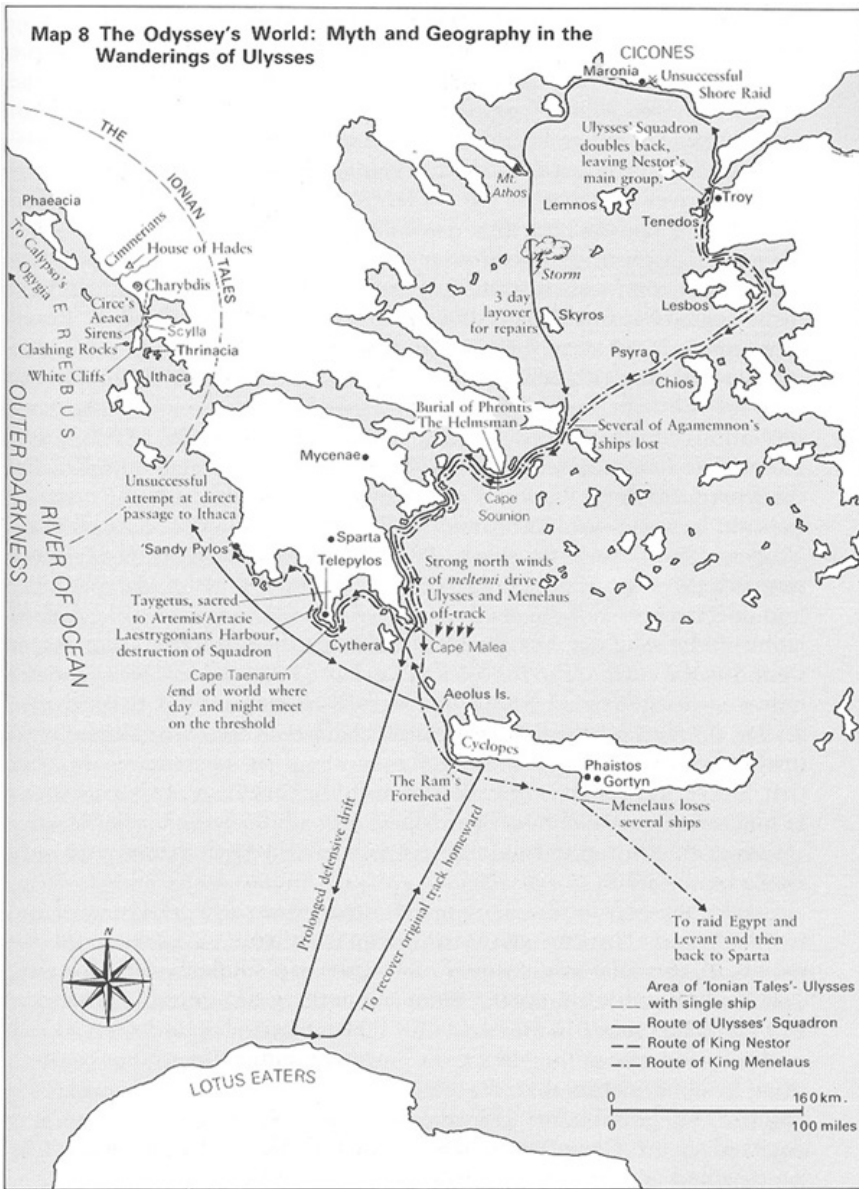 Map 8 The Odyssey's World: Myth and Geography in the
Wanderings of Ulysses
CICONES
Maronia
Unsuccessful
Shore Raid
Ulysses' Squadron
doubles back,
leaving Nestor's
main group.
Mt.
Athos
Lemnos
Troy
Tenedos
THE
IONIAN
TALES
Phaeacia
To Calypso's
Ogygia
Cimmerians
House of Hades
Charybdis
Circe's
Aeaea
Sirens
Scylla
Clashing Rocks
Thrinacia
White Cliffs
Ithaca
EREBUS
OUTER DARKNESS
RIVER OF OCEAN
Storm
3 day
layover
for repairs
Skyros
Lesbos
Psyra
Chios
Burial of Phrontis
The Helmsman
Several of Agamemnon's
ships lost
Mycenae
Cape
Sounion
Unsuccessful
attempt at direct
passage to Ithaca
Sparta
'Sandy Pylos'
Telepylos
Strong north winds
of meltemi drive
Ulysses and Menelaus
off-track
Taygetus, sacred
to Artemis/Artacie
Laestrygonians Harbour,
destruction of Squadron
Cythera
Cape Malea
Cape Taenarum
/end of world where
day and night meet
on the threshold
Aeolus Is.
Cyclopes
Phaistos
Gortyn
The Ram's
Forehead
Menelaus loses
several ships
Prolonged defensive drift
To recover original track homeward
To raid Egypt and
Levant and then
back to Sparta
N
Area of 'Ionian Tales'- Ulysses
with single ship
Route of Ulysses' Squadron
Route of King Nestor
Route of King Menelaus
0 160 km.
0 100 miles
LOTUS EATERS